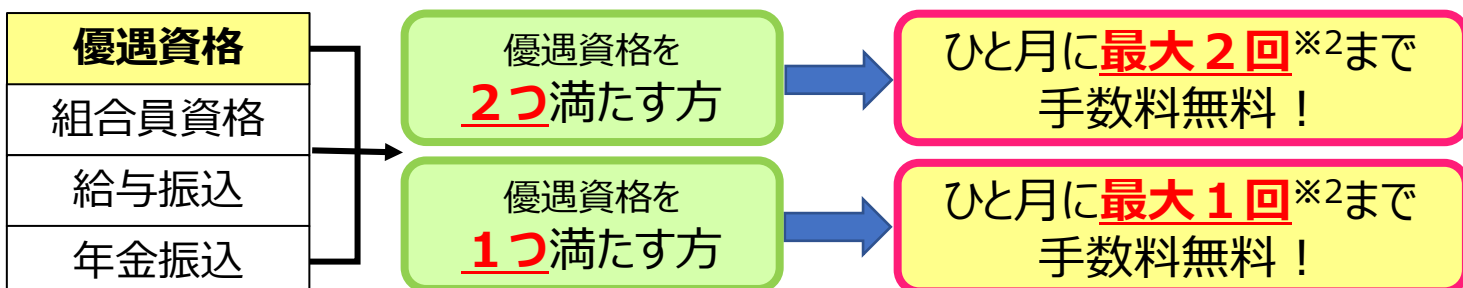 優遇資格
組合員資格
給与振込
年金振込
優遇資格を
２つ満たす方
ひと月に最大２回※2まで
手数料無料！
優遇資格を
１つ満たす方
ひと月に最大１回※2まで
手数料無料！